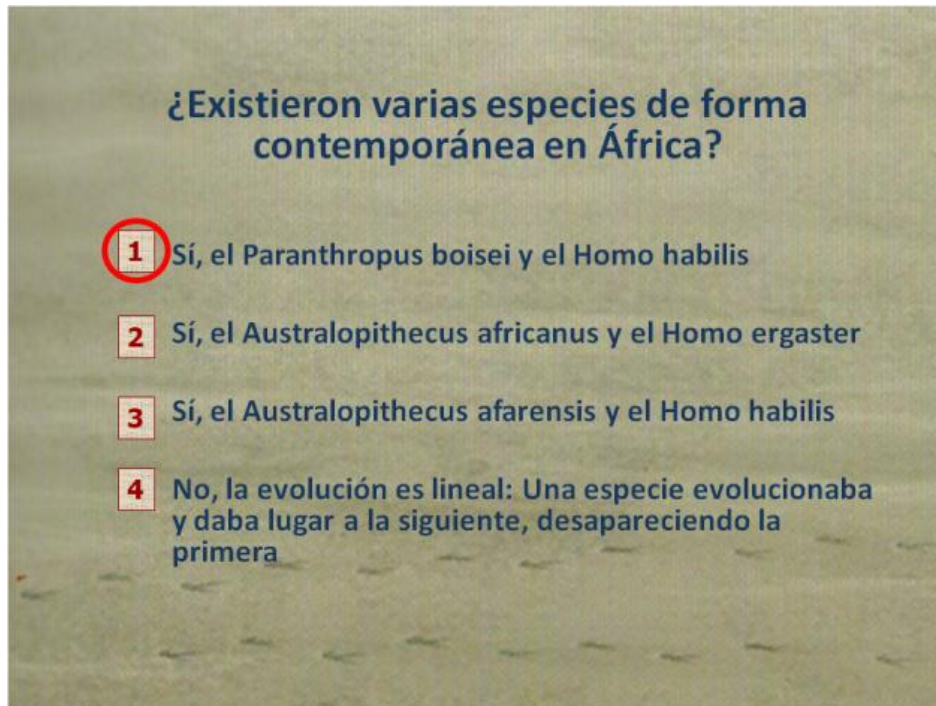 ¿Existieron varias especies de forma
contemporánea en África?
1 Sí, el Paranthropus boisei y el Homo habilis
2 Sí, el Australopithecus africanus y el Homo ergaster
3 Sí, el Australopithecus afarensis y el Homo habilis
4 No, la evolución es lineal: Una especie evolucionaba
y daba lugar a la siguiente, desapareciendo la
primera